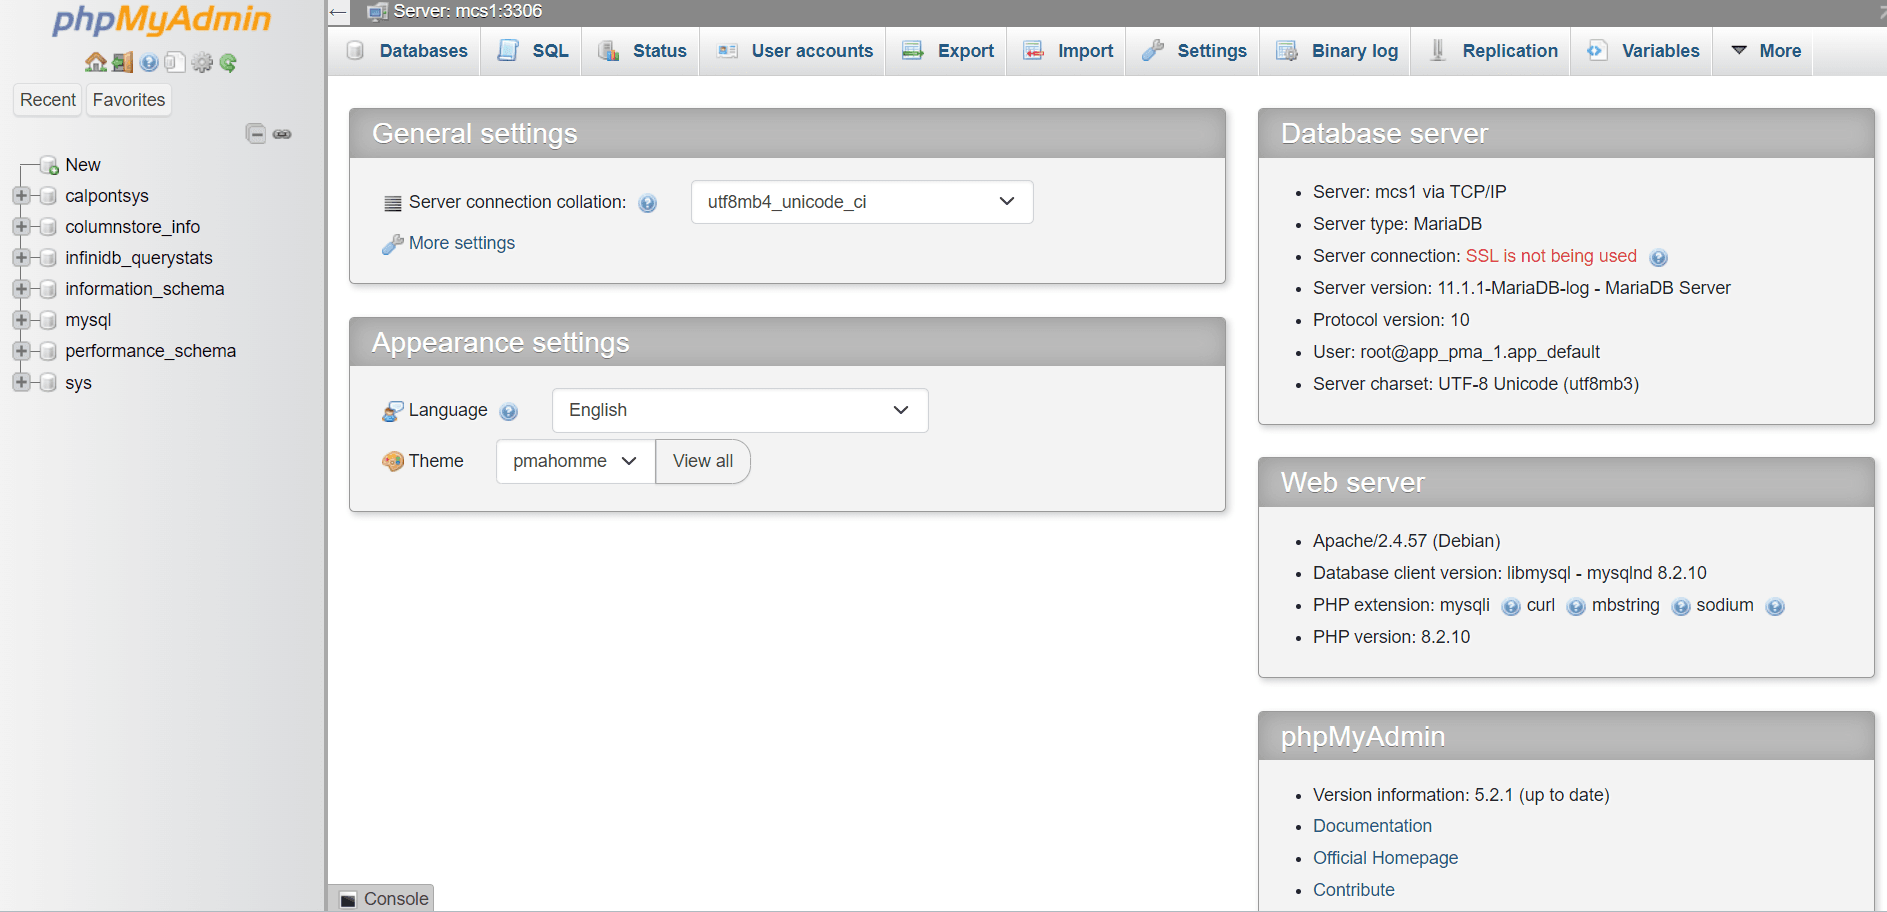 phpMyAdmin
Recent Favorites
New
calpontsys
columnstore_info
infinidb_querystats
information_schema
mysql
performance_schema
sys
Server: mcs1:3306
Databases SQL Status User accounts Export Import Settings Binary log Replication Variables More
General settings
Server connection collation: utf8mb4_unicode_ci
More settings
Appearance settings
Language English
Theme pmahomme View all
Database server
Server: mcs1 via TCP/IP
Server type: MariaDB
Server connection: SSL is not being used
Server version: 11.1.1-MariaDB-log - MariaDB Server
Protocol version: 10
User: root@app_pma_1.app_default
Server charset: UTF-8 Unicode (utf8mb3)
Web server
Apache/2.4.57 (Debian)
Database client version: libmysql - mysqlnd 8.2.10
PHP extension: mysqli curl mbstring sodium
PHP version: 8.2.10
phpMyAdmin
Version information: 5.2.1 (up to date)
Documentation
Official Homepage
Contribute
Console